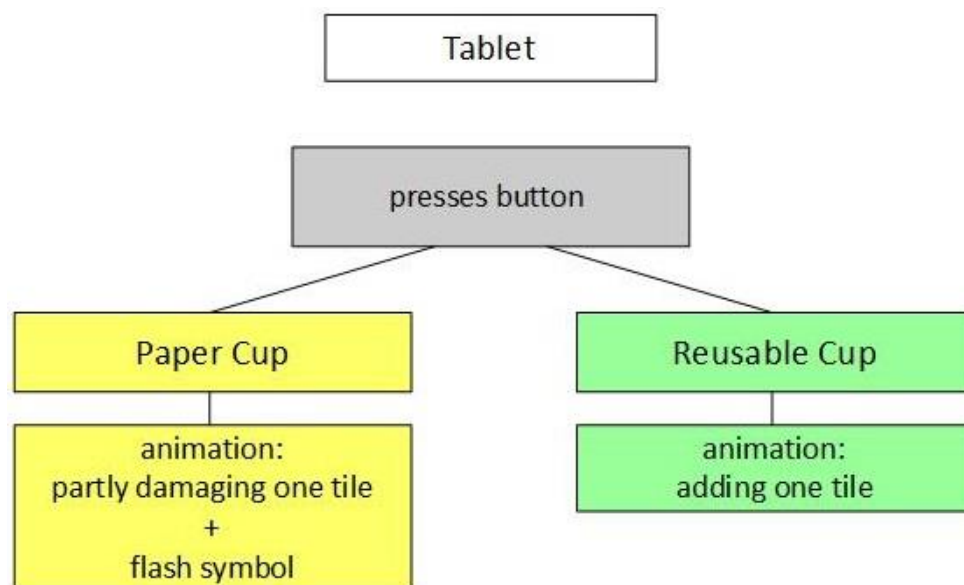 Tablet
presses button
Paper Cup
Reusable Cup
animation:
partly damaging one tile
+
flash symbol
animation:
adding one tile